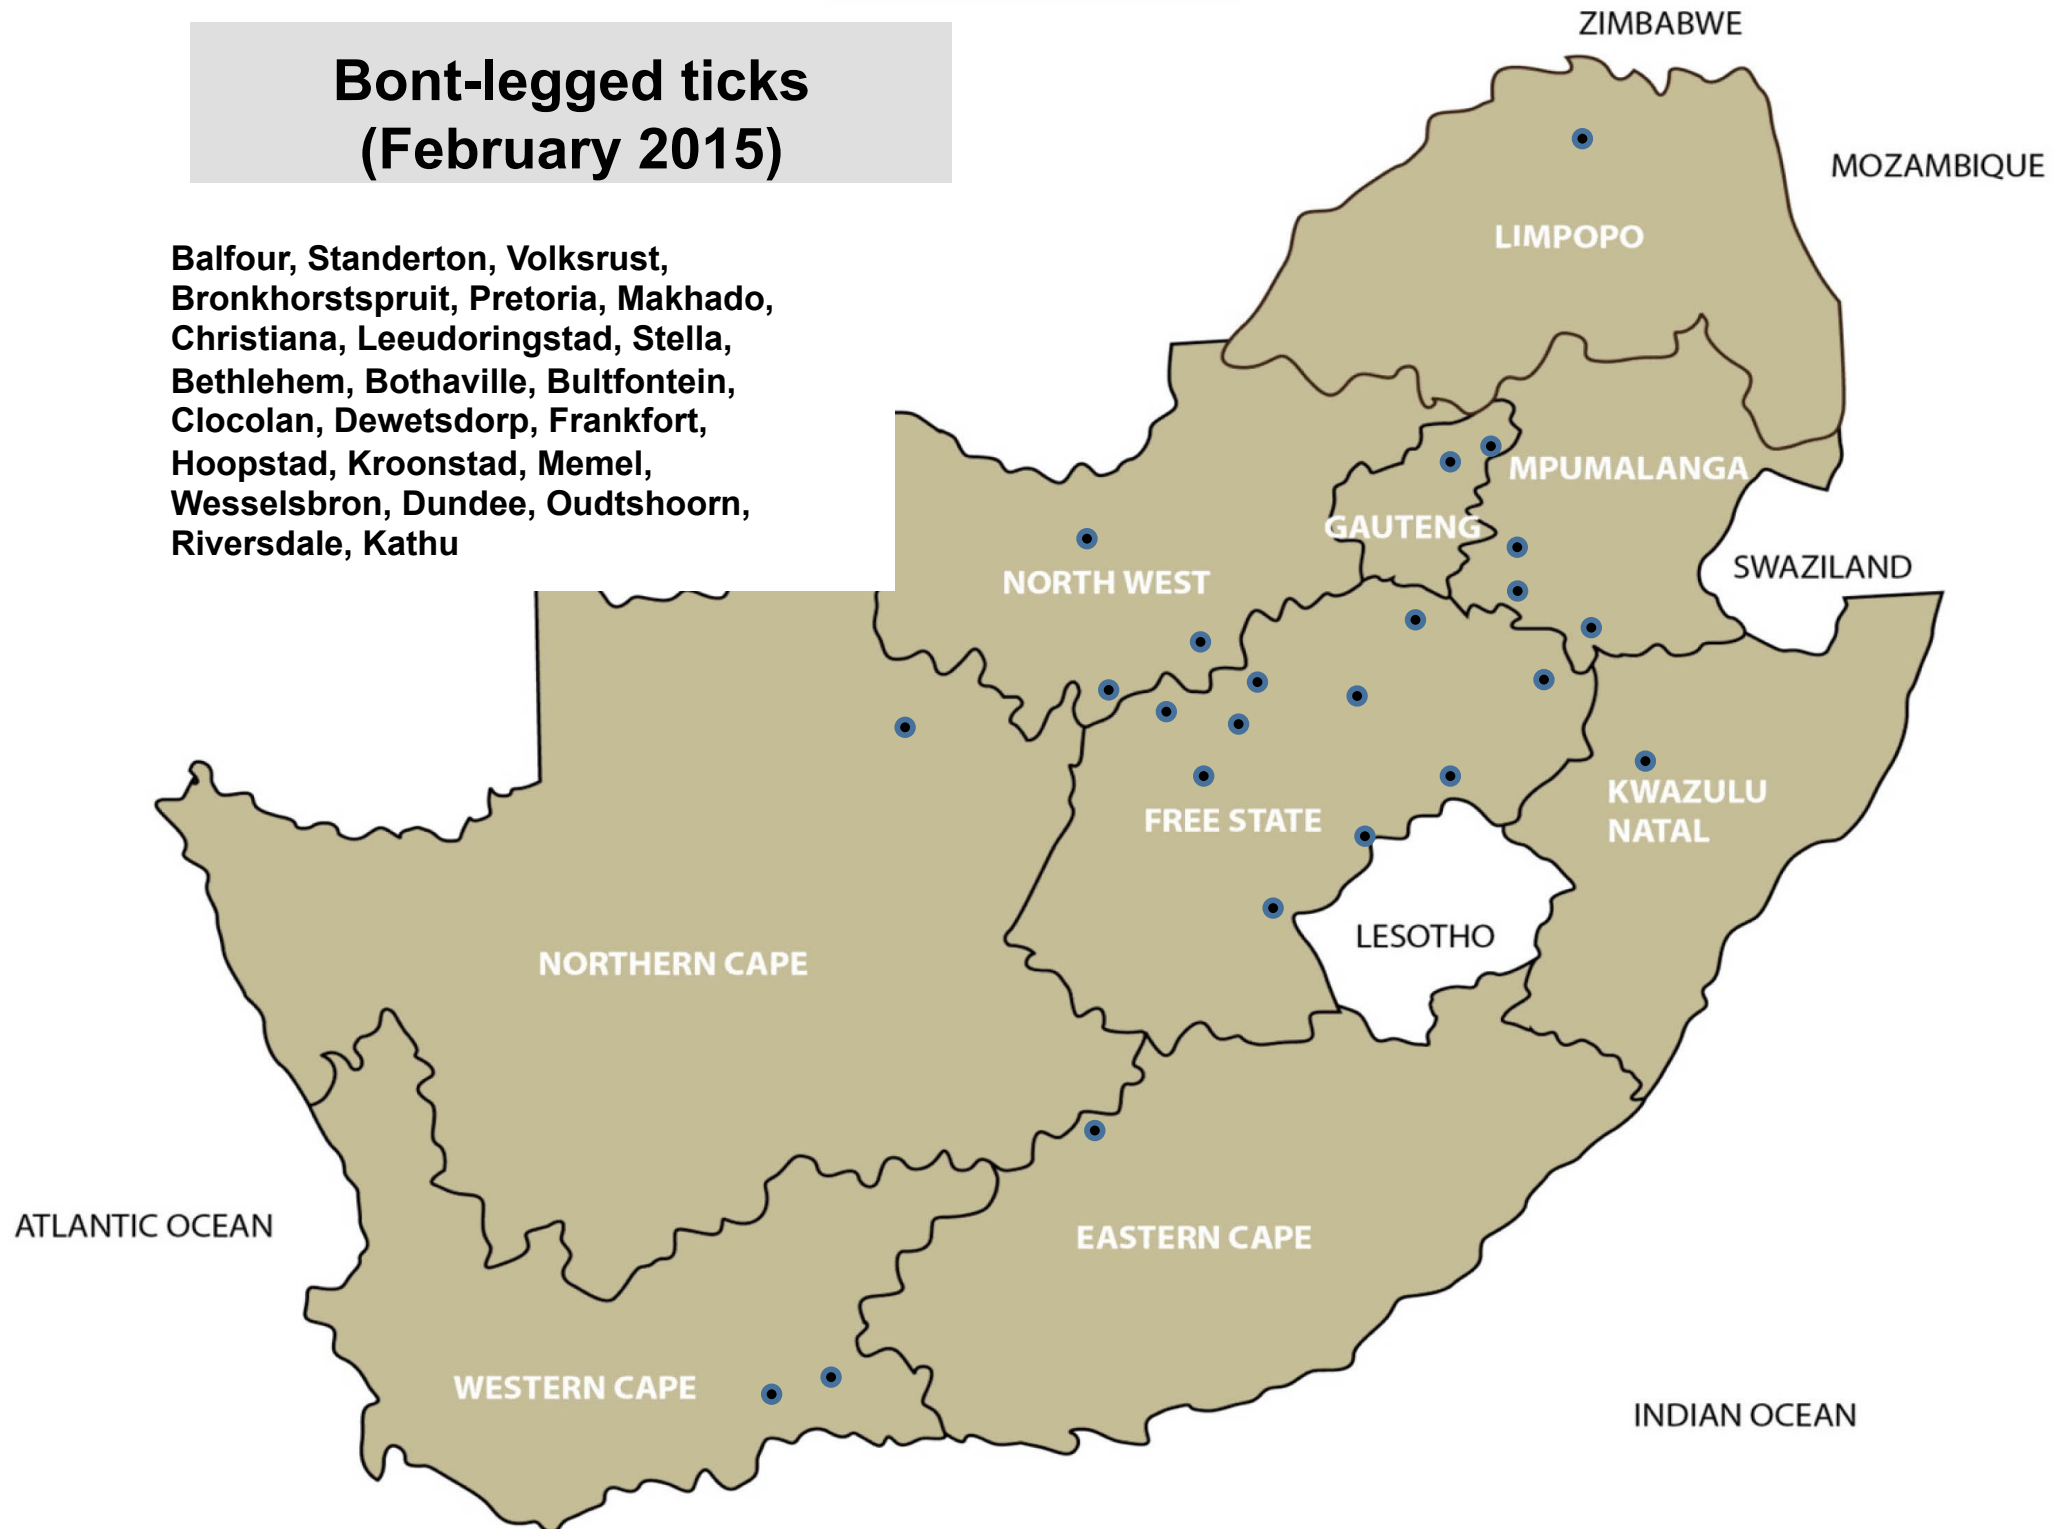 Bont-legged ticks
(February 2015)
Balfour, Standerton, Volksrust,
Bronkhorstspruit, Pretoria, Makhado,
Christiana, Leeudoringstad, Stella,
Bethlehem, Bothaville, Bultfontein,
Clocolan, Dewetsdorp, Frankfort,
Hoopstad, Kroonstad, Memel,
Wesselsbron, Dundee, Oudtshoorn,
Riversdale, Kathu
ZIMBABWE
MOZAMBIQUE
LIMPOPO
MPUMALANGA
GAUTENG
SWAZILAND
NORTH WEST
KWAZULU
NATAL
FREE STATE
LESOTHO
NORTHERN CAPE
ATLANTIC OCEAN
EASTERN CAPE
WESTERN CAPE
INDIAN OCEAN